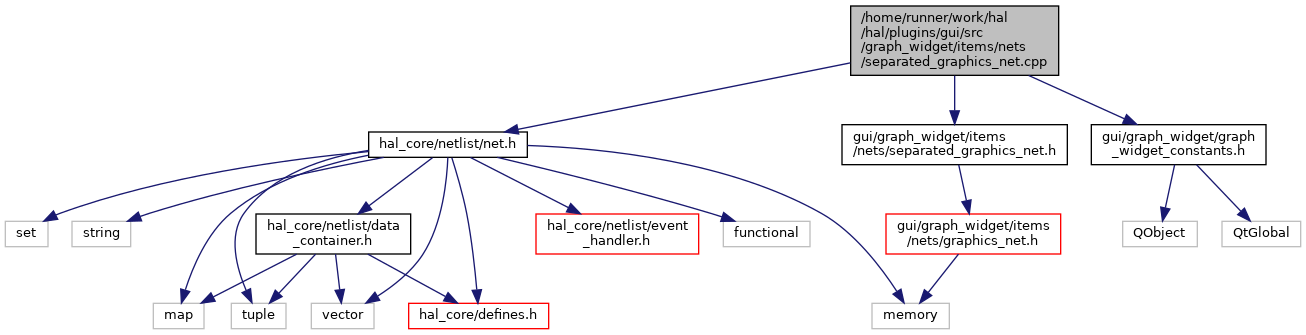 /home/runner/work/hal
/hal/plugins/gui/src
/graph_widget/items/nets
/separated_graphics_net.cpp
hal_core/netlist/net.h
gui/graph_widget/items
/nets/separated_graphics_net.h
gui/graph_widget/graph
_widget_constants.h
set
string
hal_core/netlist/data
_container.h
hal_core/netlist/event
_handler.h
functional
gui/graph_widget/items
/nets/graphics_net.h
QObject
QtGlobal
map
tuple
vector
hal_core/defines.h
memory